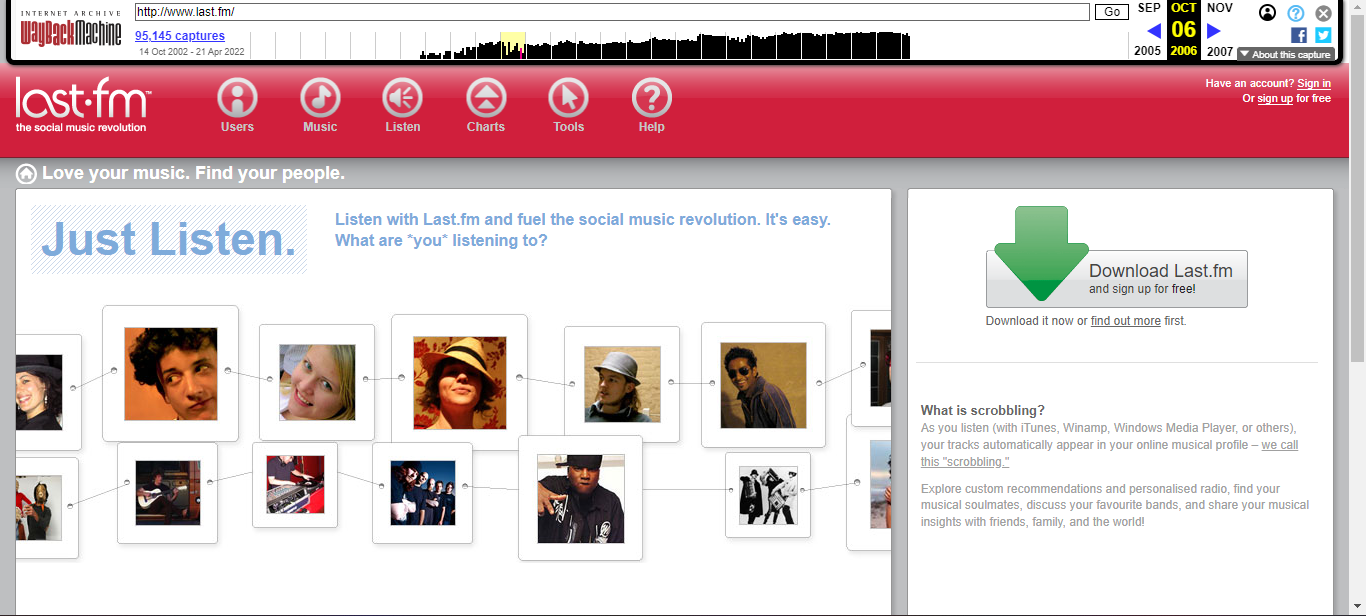 INTERNET ARCHIVE
WayBackMachine
http://www.last.fm/
Go
95,145 captures
14 Oct 2002 - 21 Apr 2022
SEP OCT NOV
06
2005 2006 2007
About this capture
last.fm™
the social music revolution
Users
Music
Listen
Charts
Tools
Help
Have an account? Sign in
Or sign up for free
Love your music. Find your people.
Just Listen.
Listen with Last.fm and fuel the social music revolution. It's easy.
What are *you* listening to?
Download Last.fm
and sign up for free!
Download it now or find out more first.
What is scrobbling?
As you listen (with iTunes, Winamp, Windows Media Player, or others),
your tracks automatically appear in your online musical profile – we call
this "scrobbling."
Explore custom recommendations and personalised radio, find your
musical soulmates, discuss your favourite bands, and share your musical
insights with friends, family, and the world!